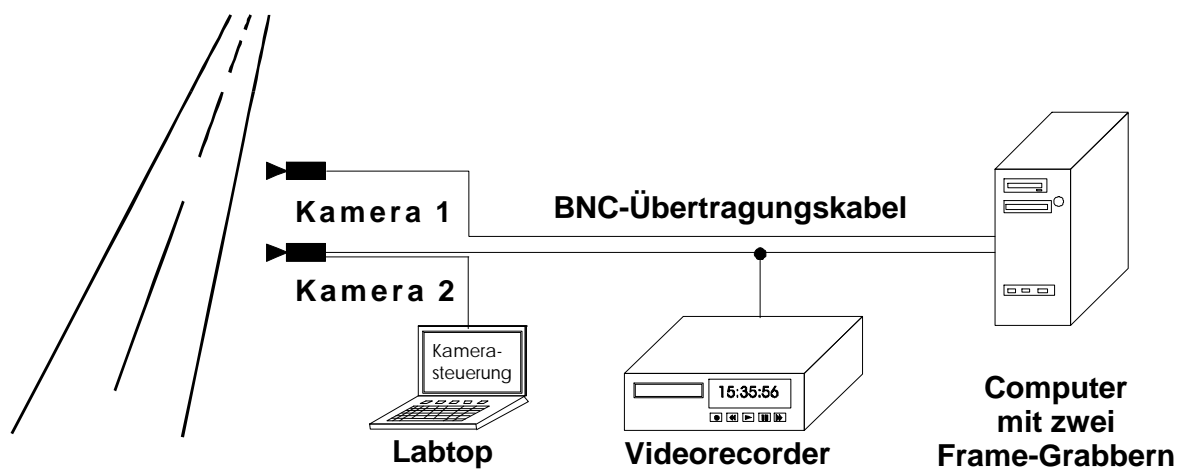 Kamera 1
BNC-Übertragungskabel
Kamera 2
Kamera-
steuerung
15:35:56
Labtop
Videorecorder
Computer
mit zwei
Frame-Grabbern